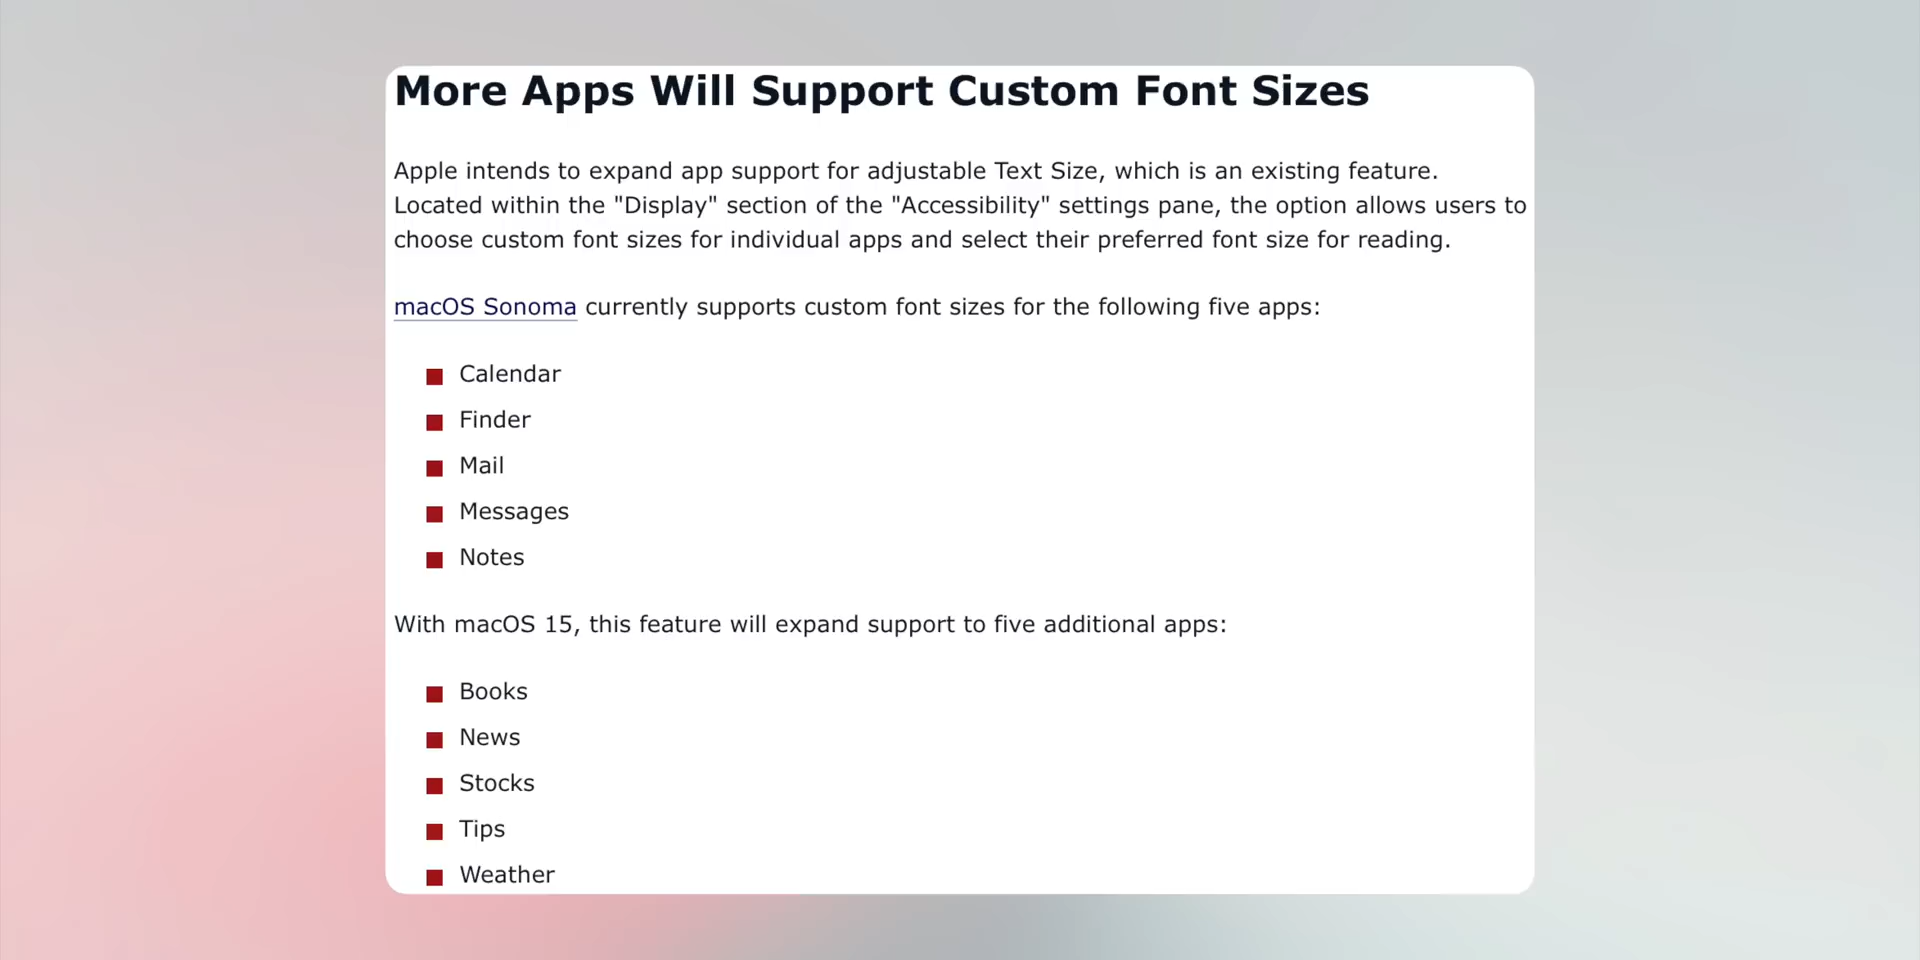 More Apps Will Support Custom Font Sizes
Apple intends to expand app support for adjustable Text Size, which is an existing feature.
Located within the "Display" section of the "Accessibility" settings pane, the option allows users to
choose custom font sizes for individual apps and select their preferred font size for reading.
macOS Sonoma currently supports custom font sizes for the following five apps:
Calendar
Finder
Mail
Messages
Notes
With macOS 15, this feature will expand support to five additional apps:
Books
News
Stocks
Tips
Weather